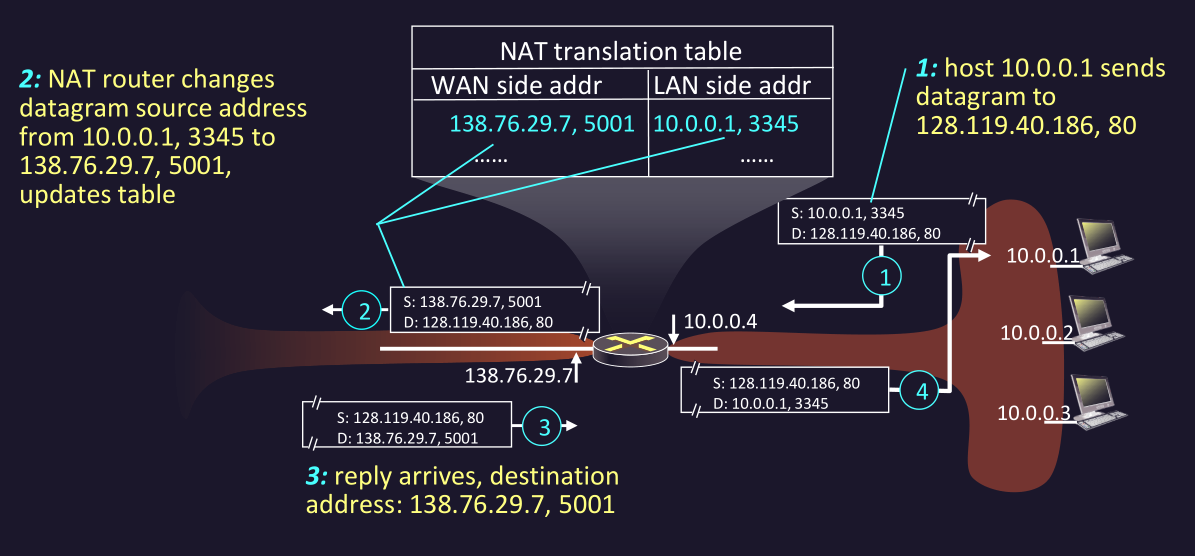 NAT translation table
WAN side addr LAN side addr
138.76.29.7, 5001 10.0.0.1, 3345
...... ......
2: NAT router changes
datagram source address
from 10.0.0.1, 3345 to
138.76.29.7, 5001,
updates table
1: host 10.0.0.1 sends
datagram to
128.119.40.186, 80
S: 10.0.0.1, 3345
D: 128.119.40.186, 80
1
10.0.0.1
10.0.0.2
10.0.0.3
2
S: 138.76.29.7, 5001
D: 128.119.40.186, 80
10.0.0.4
138.76.29.7
S: 128.119.40.186, 80
D: 10.0.0.1, 3345
4
S: 128.119.40.186, 80
D: 138.76.29.7, 5001
3
3: reply arrives, destination
address: 138.76.29.7, 5001